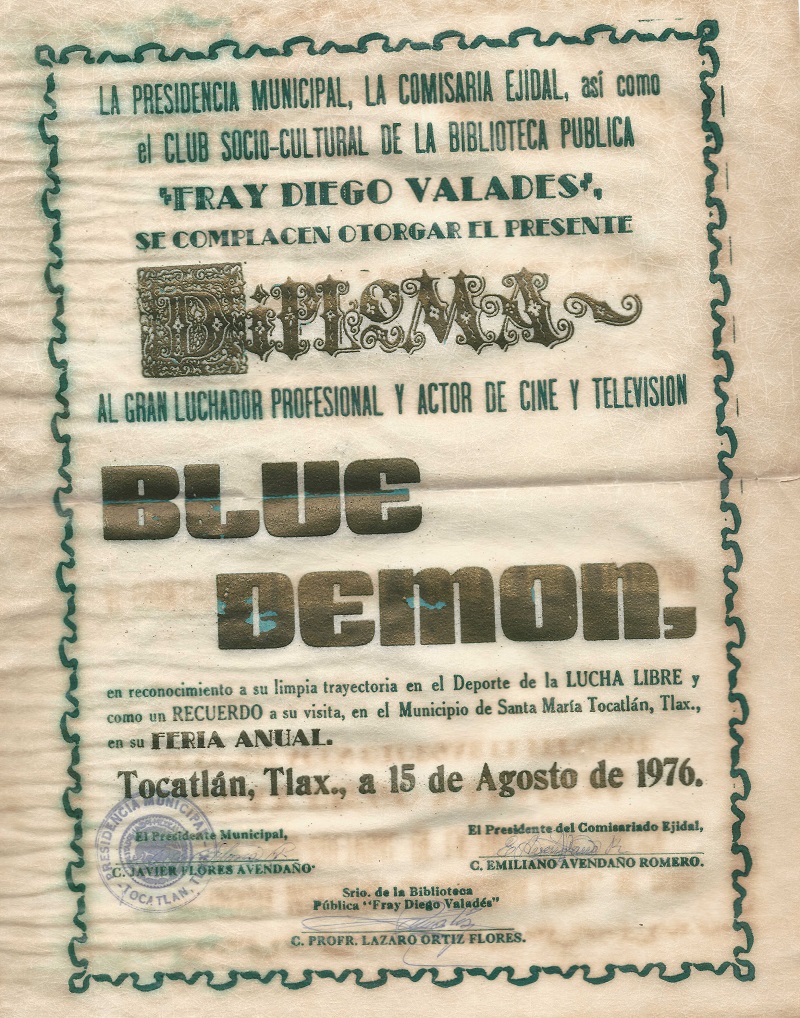 LA PRESIDENCIA MUNICIPAL, LA COMISARIA EJIDAL, así como
el CLUB SOCIO-CULTURAL DE LA BIBLIOTECA PUBLICA
"FRAY DIEGO VALADES",
SE COMPLACEN OTORGAR EL PRESENTE
DiPLOMA
AL GRAN LUCHADOR PROFESIONAL Y ACTOR DE CINE Y TELEVISION
BLUE
DEMON,
en reconocimiento a su limpia trayectoria en el Deporte de la LUCHA LIBRE y
como un RECUERDO a su visita, en el Municipio de Santa María Tocatlán, Tlax.,
en su FERIA ANUAL.
Tocatlán, Tlax., a 15 de Agosto de 1976.
El Presidente Municipal,
C. JAVIER FLORES AVENDAÑO
PRESIDENCIA MUNICIPAL
TOCATLAN,
El Presidente del Comisariado Ejidal,
C. EMILIANO AVENDAÑO ROMERO.
Srio. de la Biblioteca
Pública "Fray Diego Valadés"
C. PROFR. LAZARO ORTIZ FLORES.